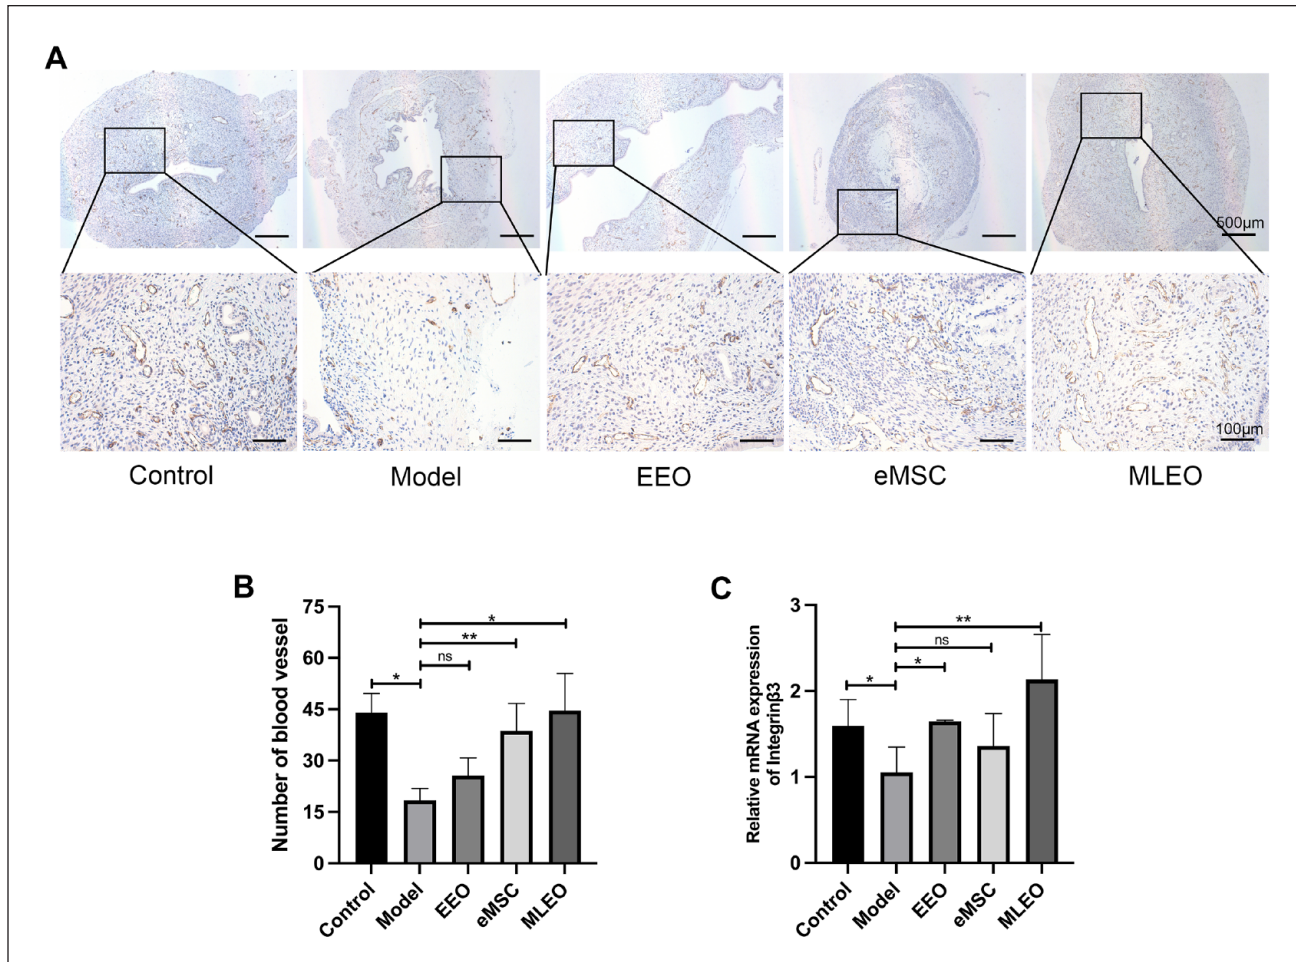 A
500µm
100µm
Control
Model
EEO
eMSC
MLEO
B
Number of blood vessel
75
60
45
30
15
0
*
ns
**
*
Control
Model
EEO
eMSC
MLEO
C
Relative mRNA expression
of Integrinβ3
3
2
1
0
*
*
ns
**
Control
Model
EEO
eMSC
MLEO